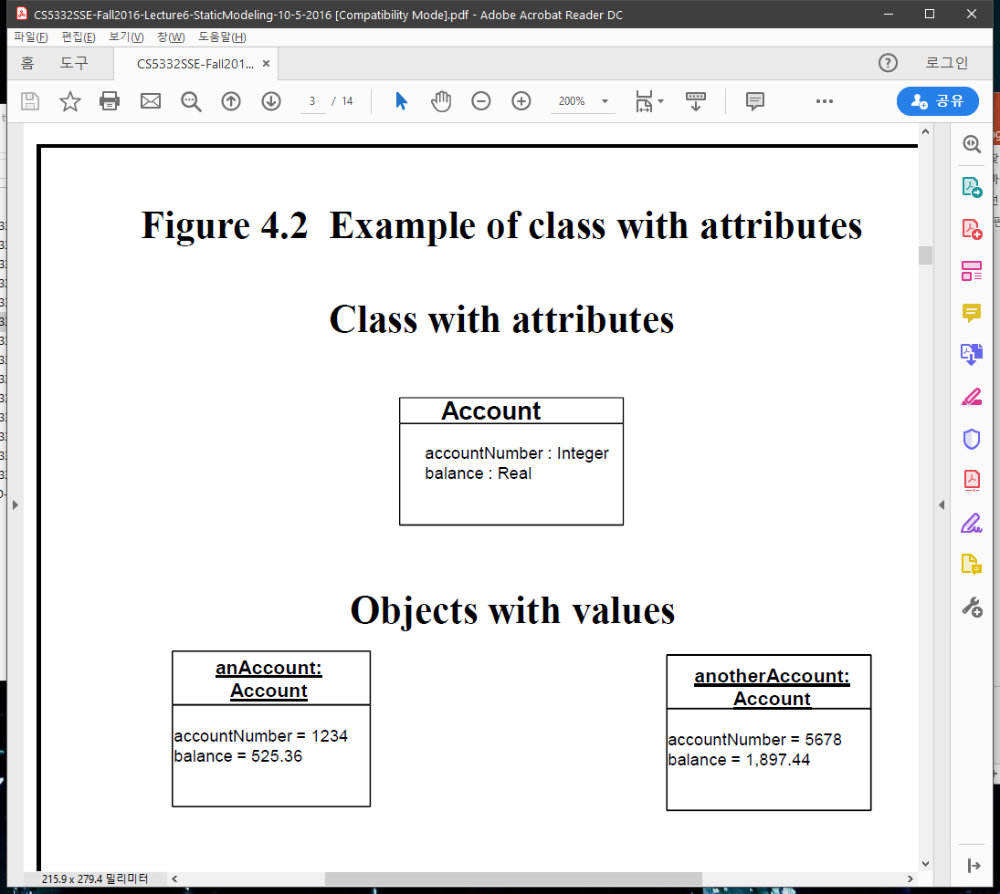 CS5332SSE-Fall2016-Lecture6-StaticModeling-10-5-2016 [Compatibility Mode].pdf - Adobe Acrobat Reader DC
파일(F) 편집(E) 보기(V) 창(W) 도움말(H)
홈 도구 CS5332SSE-Fall201... × 로그인
3 / 14 200% 공유
Figure 4.2 Example of class with attributes
Class with attributes
Account
accountNumber : Integer
balance : Real
Objects with values
anAccount:
Account
accountNumber = 1234
balance = 525.36
anotherAccount:
Account
accountNumber = 5678
balance = 1,897.44
215.9 x 279.4 밀리미터